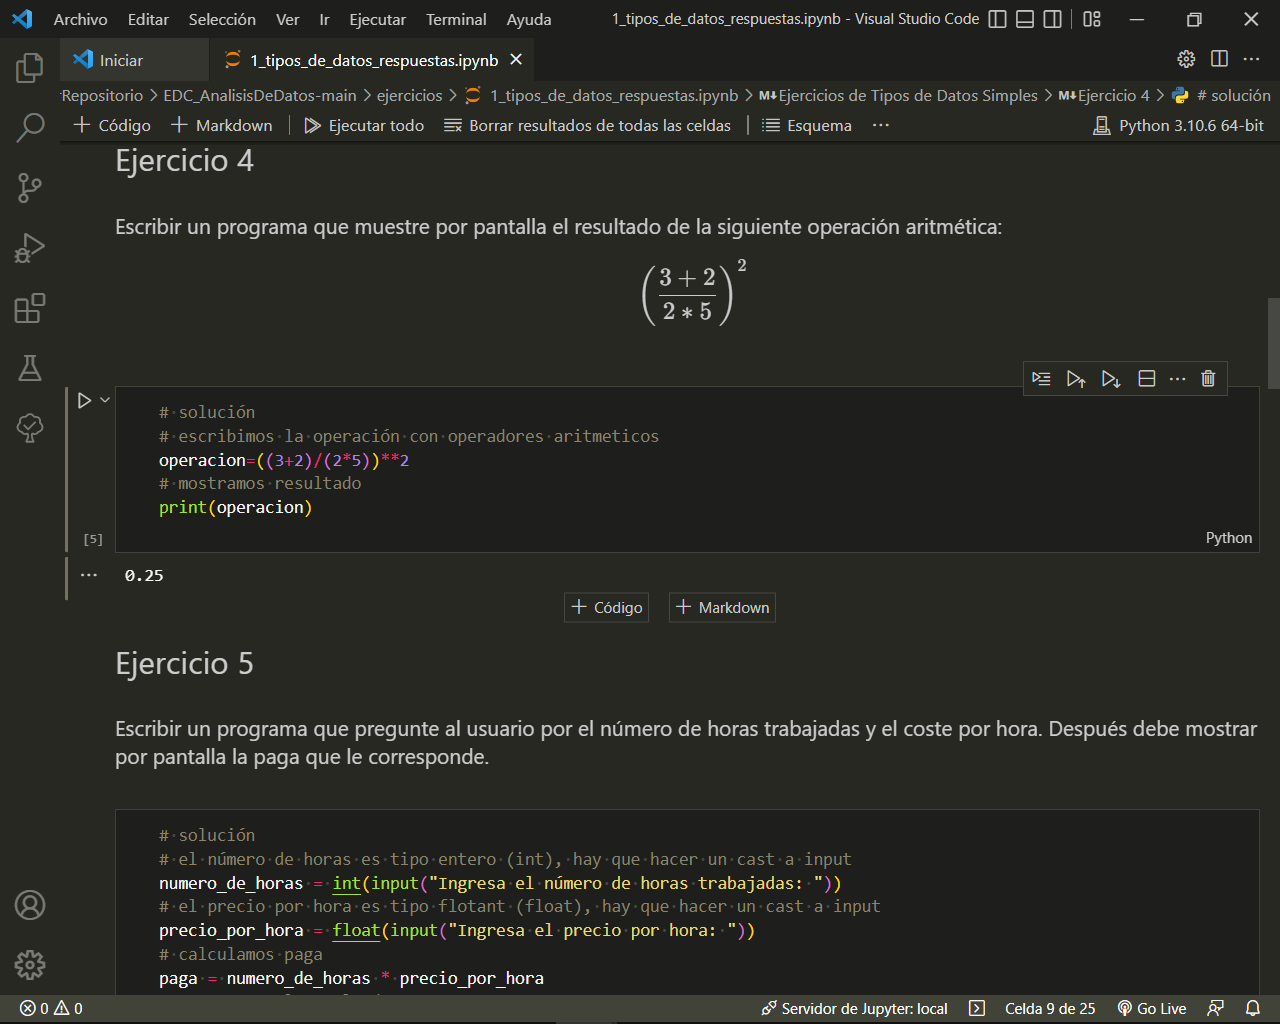 Archivo Editar Selección Ver Ir Ejecutar Terminal Ayuda 1_tipos_de_datos_respuestas.ipynb - Visual Studio Code
Iniciar 1_tipos_de_datos_respuestas.ipynb
Repositorio > EDC_AnalisisDeDatos-main > ejercicios > 1_tipos_de_datos_respuestas.ipynb > M↓Ejercicios de Tipos de Datos Simples > M↓Ejercicio 4 > # solución
+ Código + Markdown Ejecutar todo Borrar resultados de todas las celdas Esquema ... Python 3.10.6 64-bit
Ejercicio 4
Escribir un programa que muestre por pantalla el resultado de la siguiente operación aritmética:
(3 + 2 / 2 * 5)²
# solución
# escribimos la operación con operadores aritmeticos
operacion=((3+2)/(2*5))**2
# mostramos resultado
print(operacion)
[5] Python
... 0.25
+ Código + Markdown
Ejercicio 5
Escribir un programa que pregunte al usuario por el número de horas trabajadas y el coste por hora. Después debe mostrar
por pantalla la paga que le corresponde.
# solución
# el número de horas es tipo entero (int), hay que hacer un cast a input
numero_de_horas = int(input("Ingresa el número de horas trabajadas: "))
# el precio por hora es tipo flotant (float), hay que hacer un cast a input
precio_por_hora = float(input("Ingresa el precio por hora: "))
# calculamos paga
paga = numero_de_horas * precio_por_hora
0 0 Servidor de Jupyter: local Celda 9 de 25 Go Live